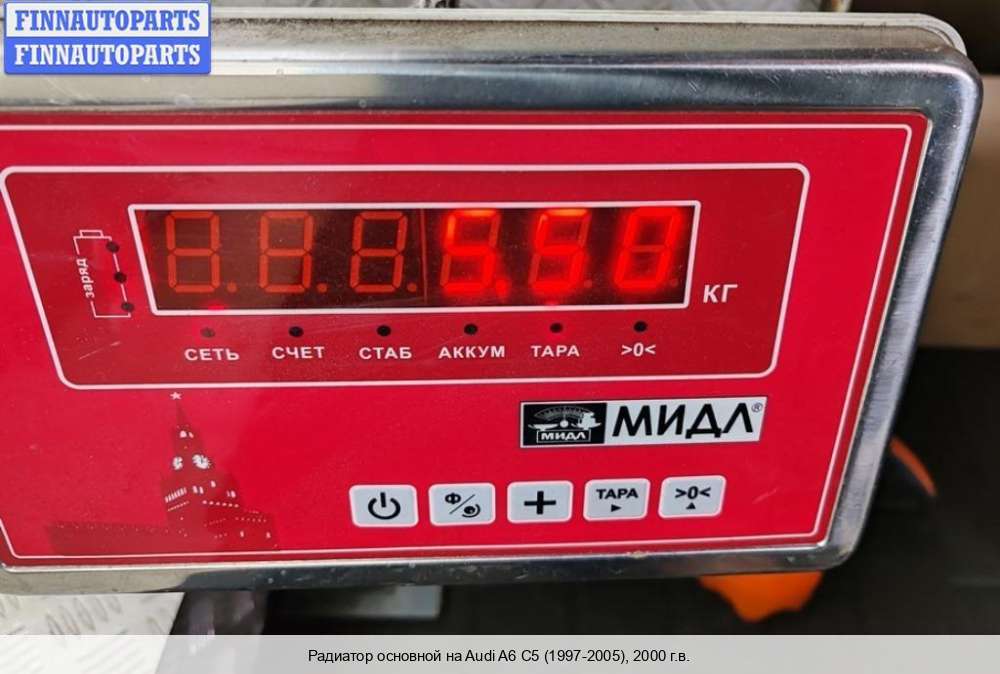 FINNAUTOPARTS
FINNAUTOPARTS
заряд
5.50
КГ
СЕТЬ СЧЕТ СТАБ АККУМ ТАРА >0<
МИДЛ МИДЛ®
Ф/ ТАРА >0<
Радиатор основной на Audi A6 C5 (1997-2005), 2000 г.в.